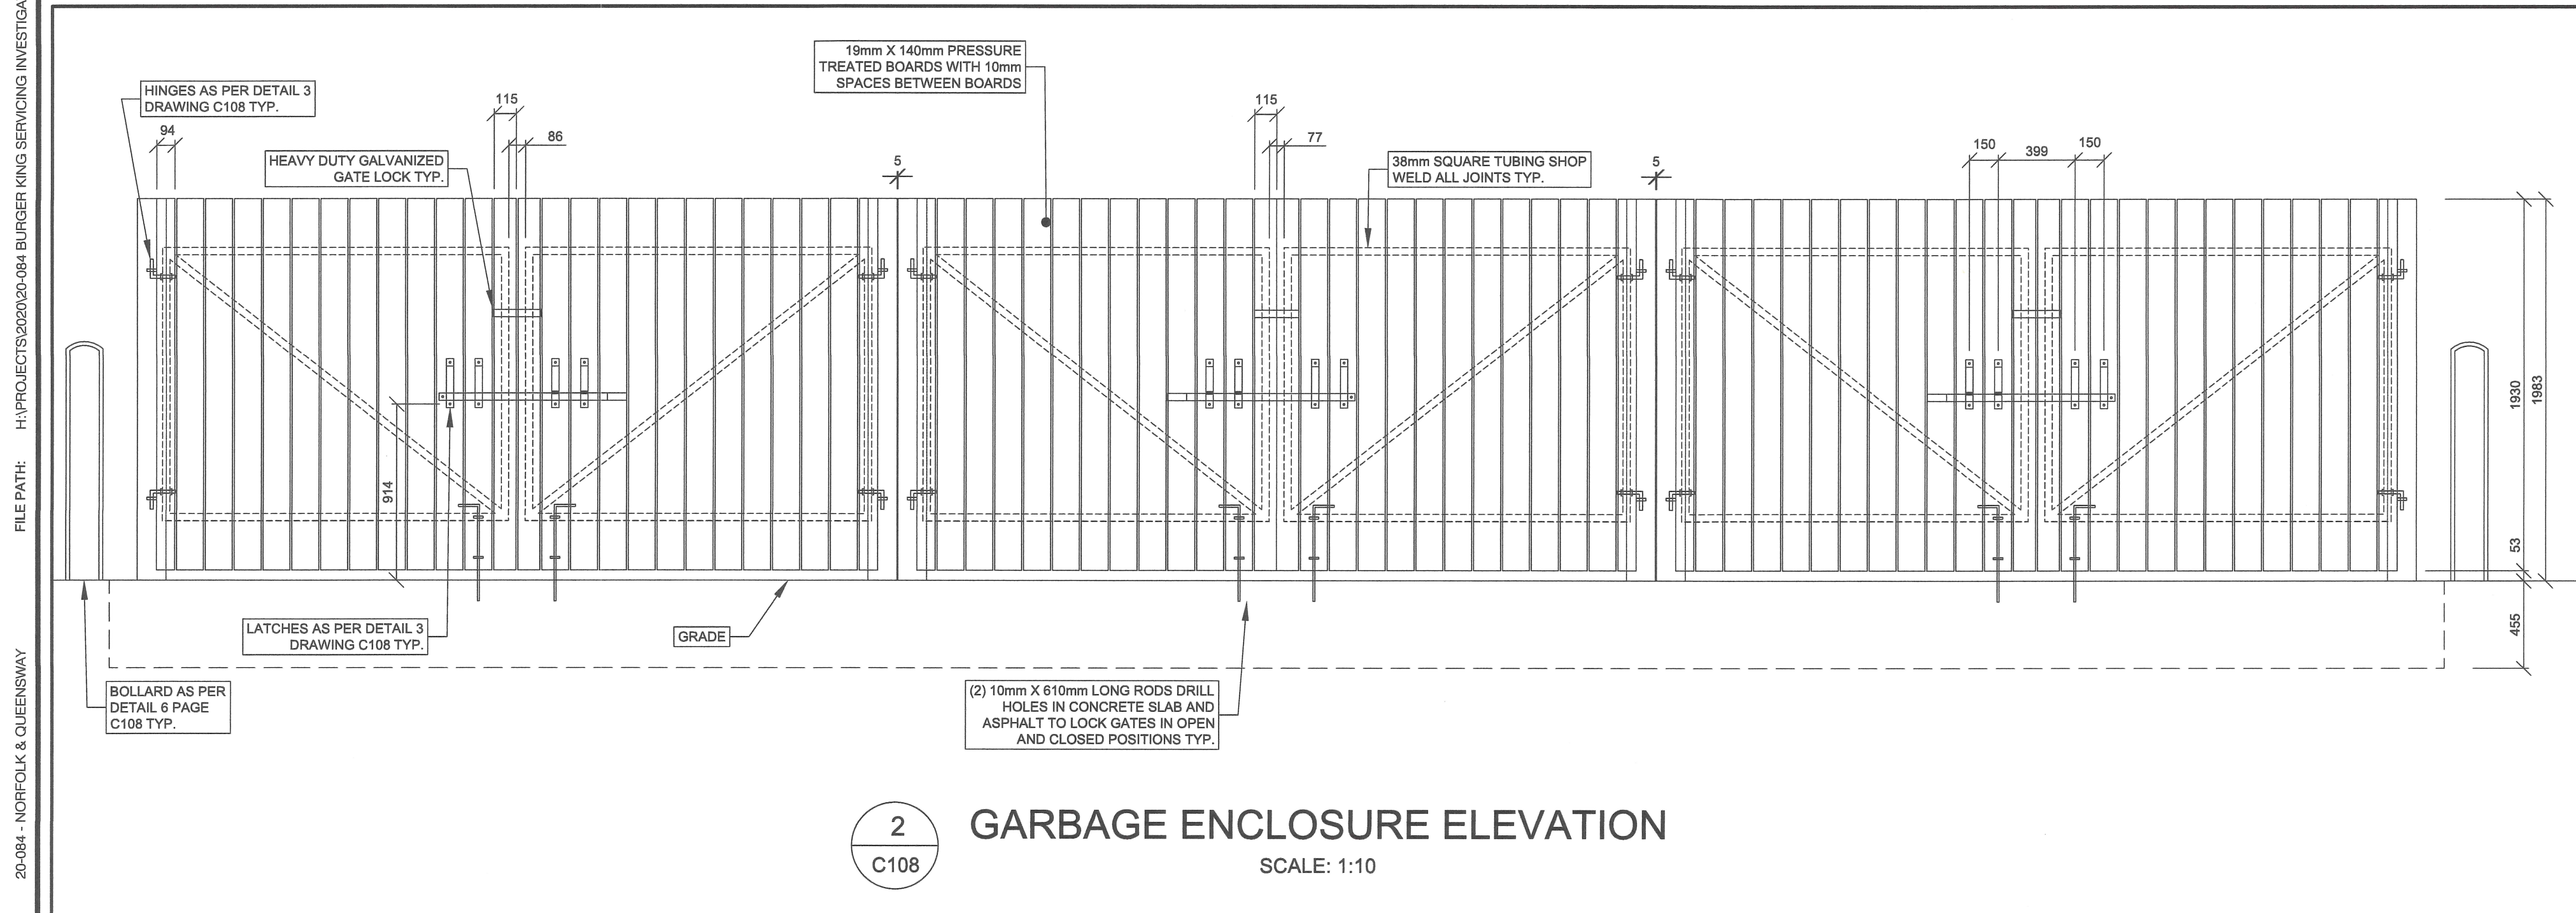 19mm X 140mm PRESSURE
TREATED BOARDS WITH 10mm
SPACES BETWEEN BOARDS
HINGES AS PER DETAIL 3
DRAWING C108 TYP.
94
HEAVY DUTY GALVANIZED
GATE LOCK TYP.
115
86
5
115
77
38mm SQUARE TUBING SHOP
WELD ALL JOINTS TYP.
5
150
399
150
1930
1983
53
455
914
LATCHES AS PER DETAIL 3
DRAWING C108 TYP.
GRADE
BOLLARD AS PER
DETAIL 6 PAGE
C108 TYP.
(2) 10mm X 610mm LONG RODS DRILL
HOLES IN CONCRETE SLAB AND
ASPHALT TO LOCK GATES IN OPEN
AND CLOSED POSITIONS TYP.
2
C108
GARBAGE ENCLOSURE ELEVATION
SCALE: 1:10
20-084 - NORFOLK & QUEENSWAY
FILE PATH: H:\PROJECTS\2020\20-084 BURGER KING SERVICING INVESTIGA